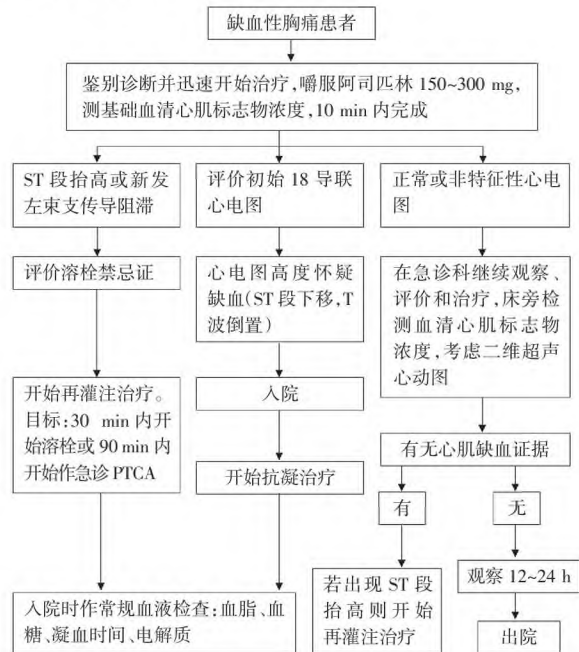 缺血性胸痛患者
鉴别诊断并迅速开始治疗,嚼服阿司匹林 150~300 mg,
测基础血清心肌标志物浓度,10 min 内完成
ST 段抬高或新发
左束支传导阻滞
评价初始 18 导联
心电图
正常或非特征性心电
图
评价溶栓禁忌证
心电图高度怀疑
缺血(ST 段下移,T
波倒置)
在急诊科继续观察、
评价和治疗,床旁检
测血清心肌标志物
浓度,考虑二维超声
心动图
开始再灌注治疗。
目标:30 min 内开
始溶栓或 90 min 内
开始作急诊 PTCA
入院
有无心肌缺血证据
开始抗凝治疗
有
无
若出现 ST 段
抬高则开始
再灌注治疗
观察 12~24 h
入院时作常规血液检查:血脂、血
糖、凝血时间、电解质
出院